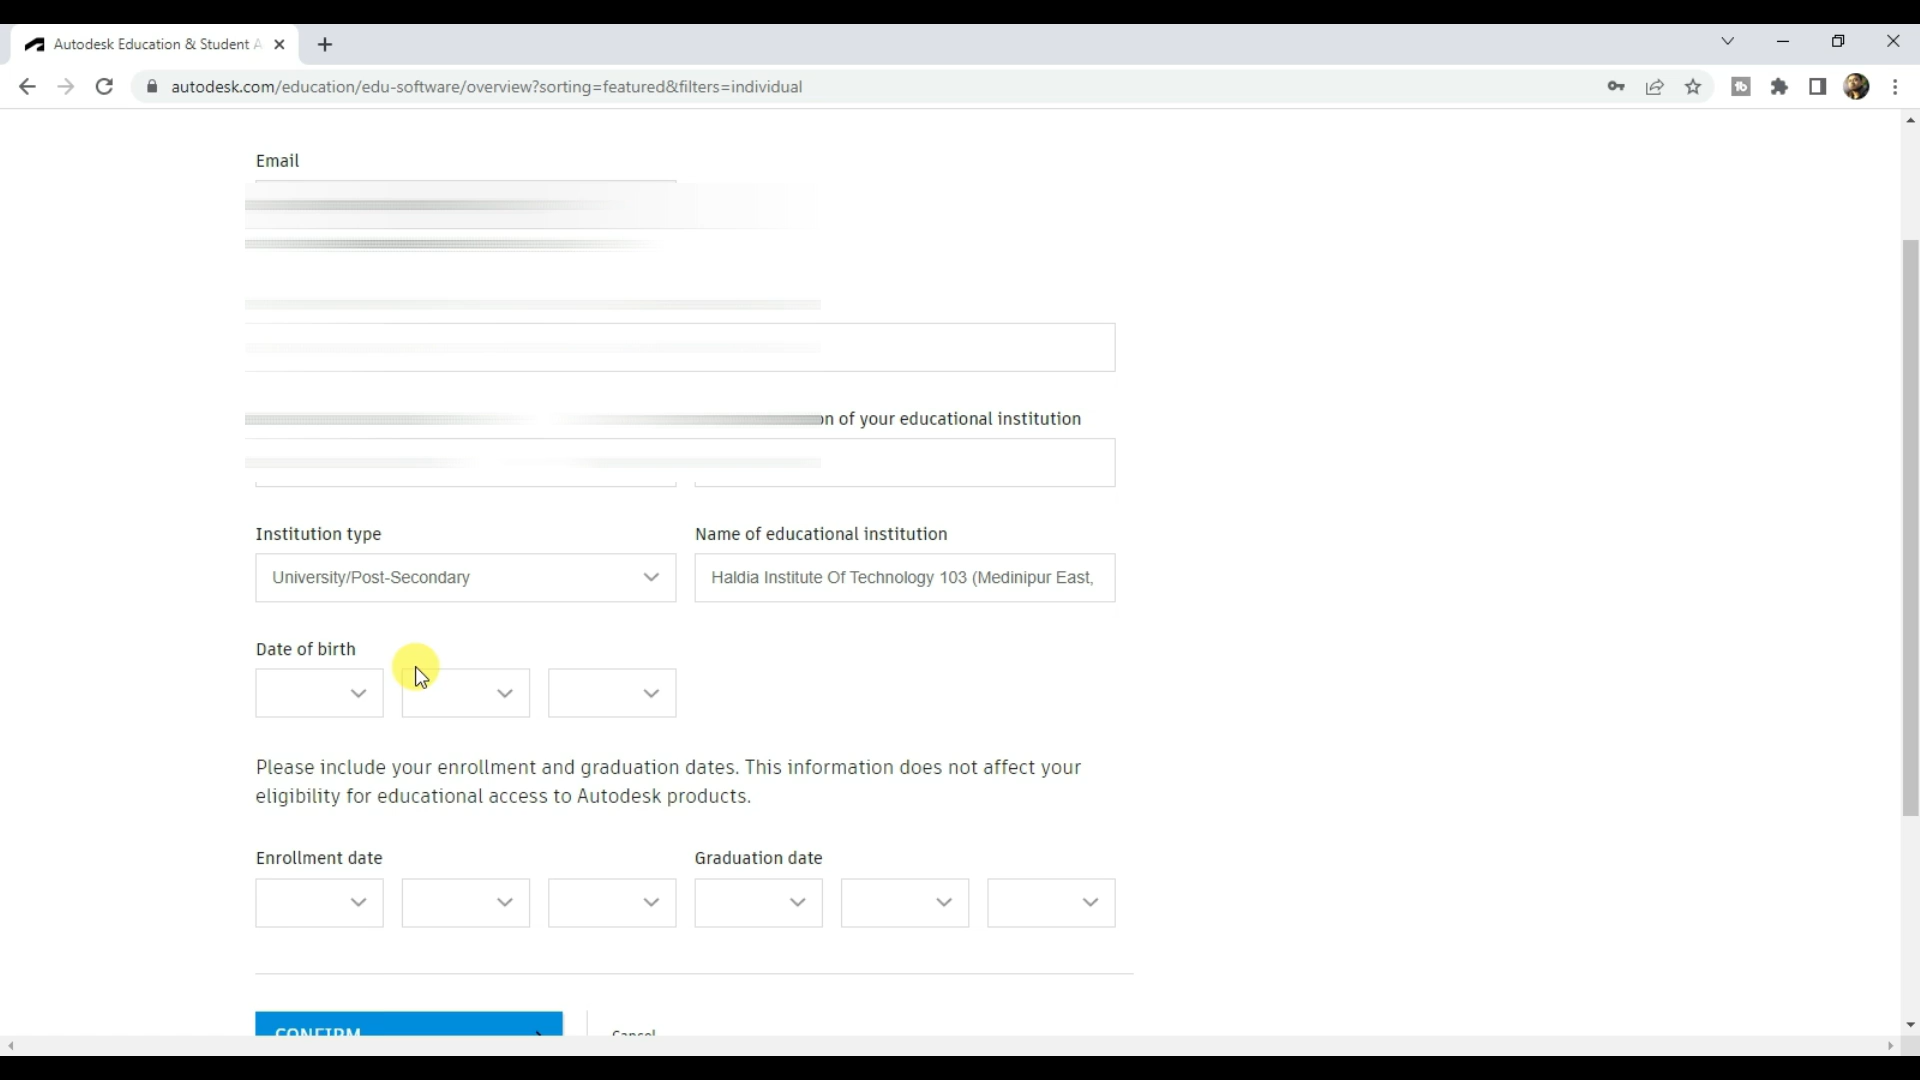 Autodesk Education & Student A
autodesk.com/education/edu-software/overview?sorting=featured&filters=individual
Email
on of your educational institution
Institution type
Name of educational institution
University/Post-Secondary
Haldia Institute Of Technology 103 (Medinipur East,
Date of birth
Please include your enrollment and graduation dates. This information does not affect your
eligibility for educational access to Autodesk products.
Enrollment date
Graduation date
CONFIRM
Cancel